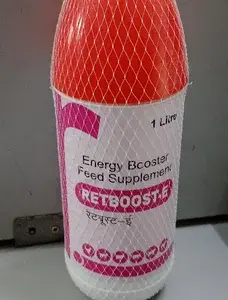 1 Litre
Energy Booster
Feed Supplement
RETBOOST-E
रेटबूस्ट-ई